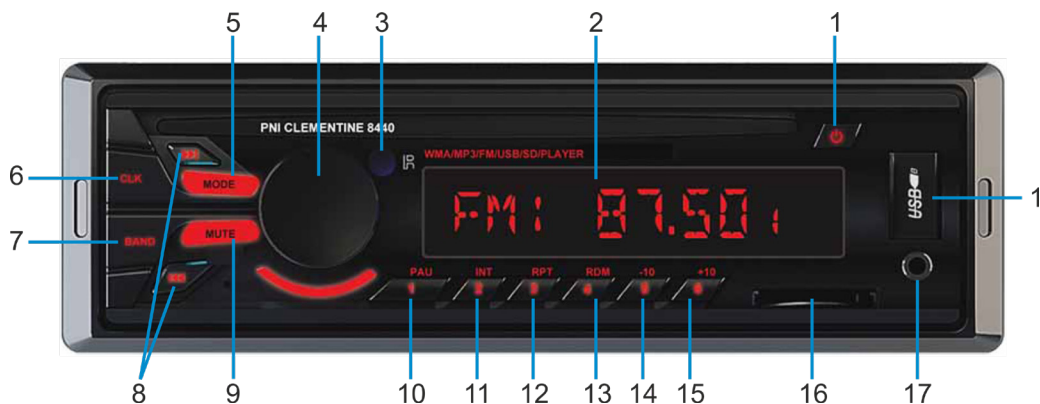 5 4 3 2 1
PNI CLEMENTINE 8440
WMA/MP3/FM/USB/SD/PLAYER
6 CLK
MODE
FM: 87.501
USB
1
7 BAND
MUTE
PAU INT RPT RDM -10 +10
1 2 3 4 5 6
8 9 10 11 12 13 14 15 16 17